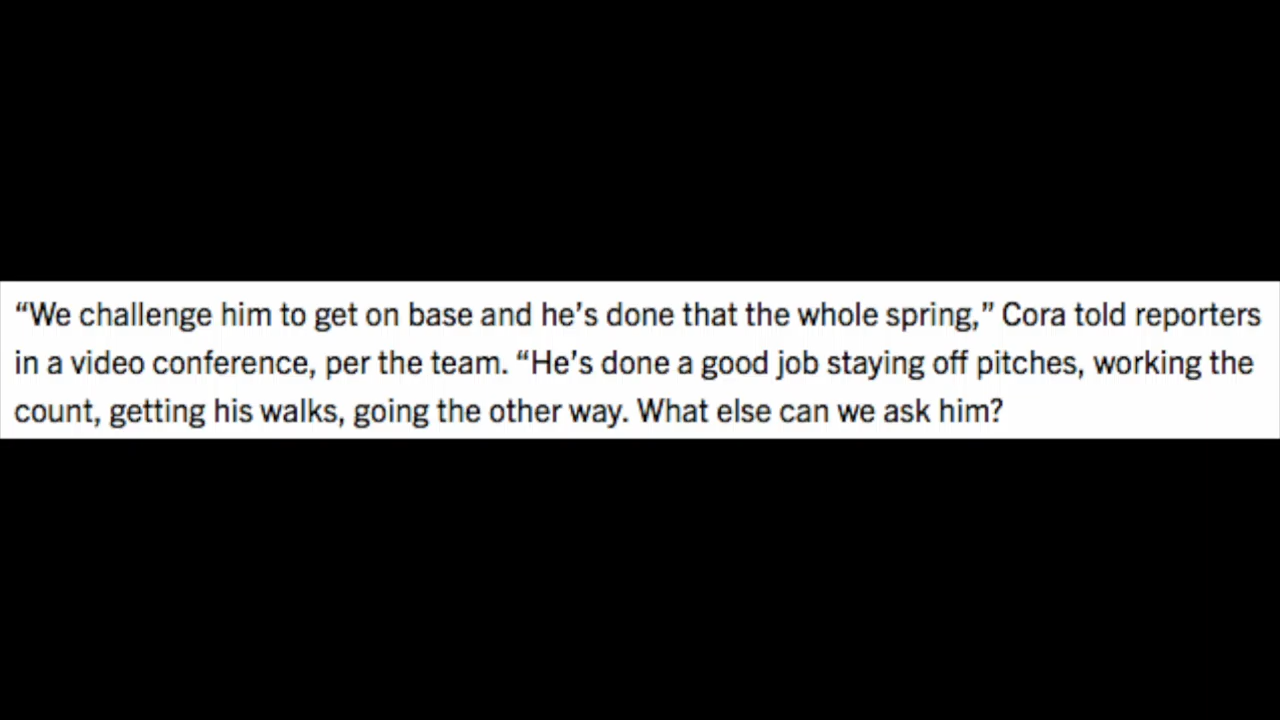 “We challenge him to get on base and he’s done that the whole spring,” Cora told reporters
in a video conference, per the team. “He’s done a good job staying off pitches, working the
count, getting his walks, going the other way. What else can we ask him?